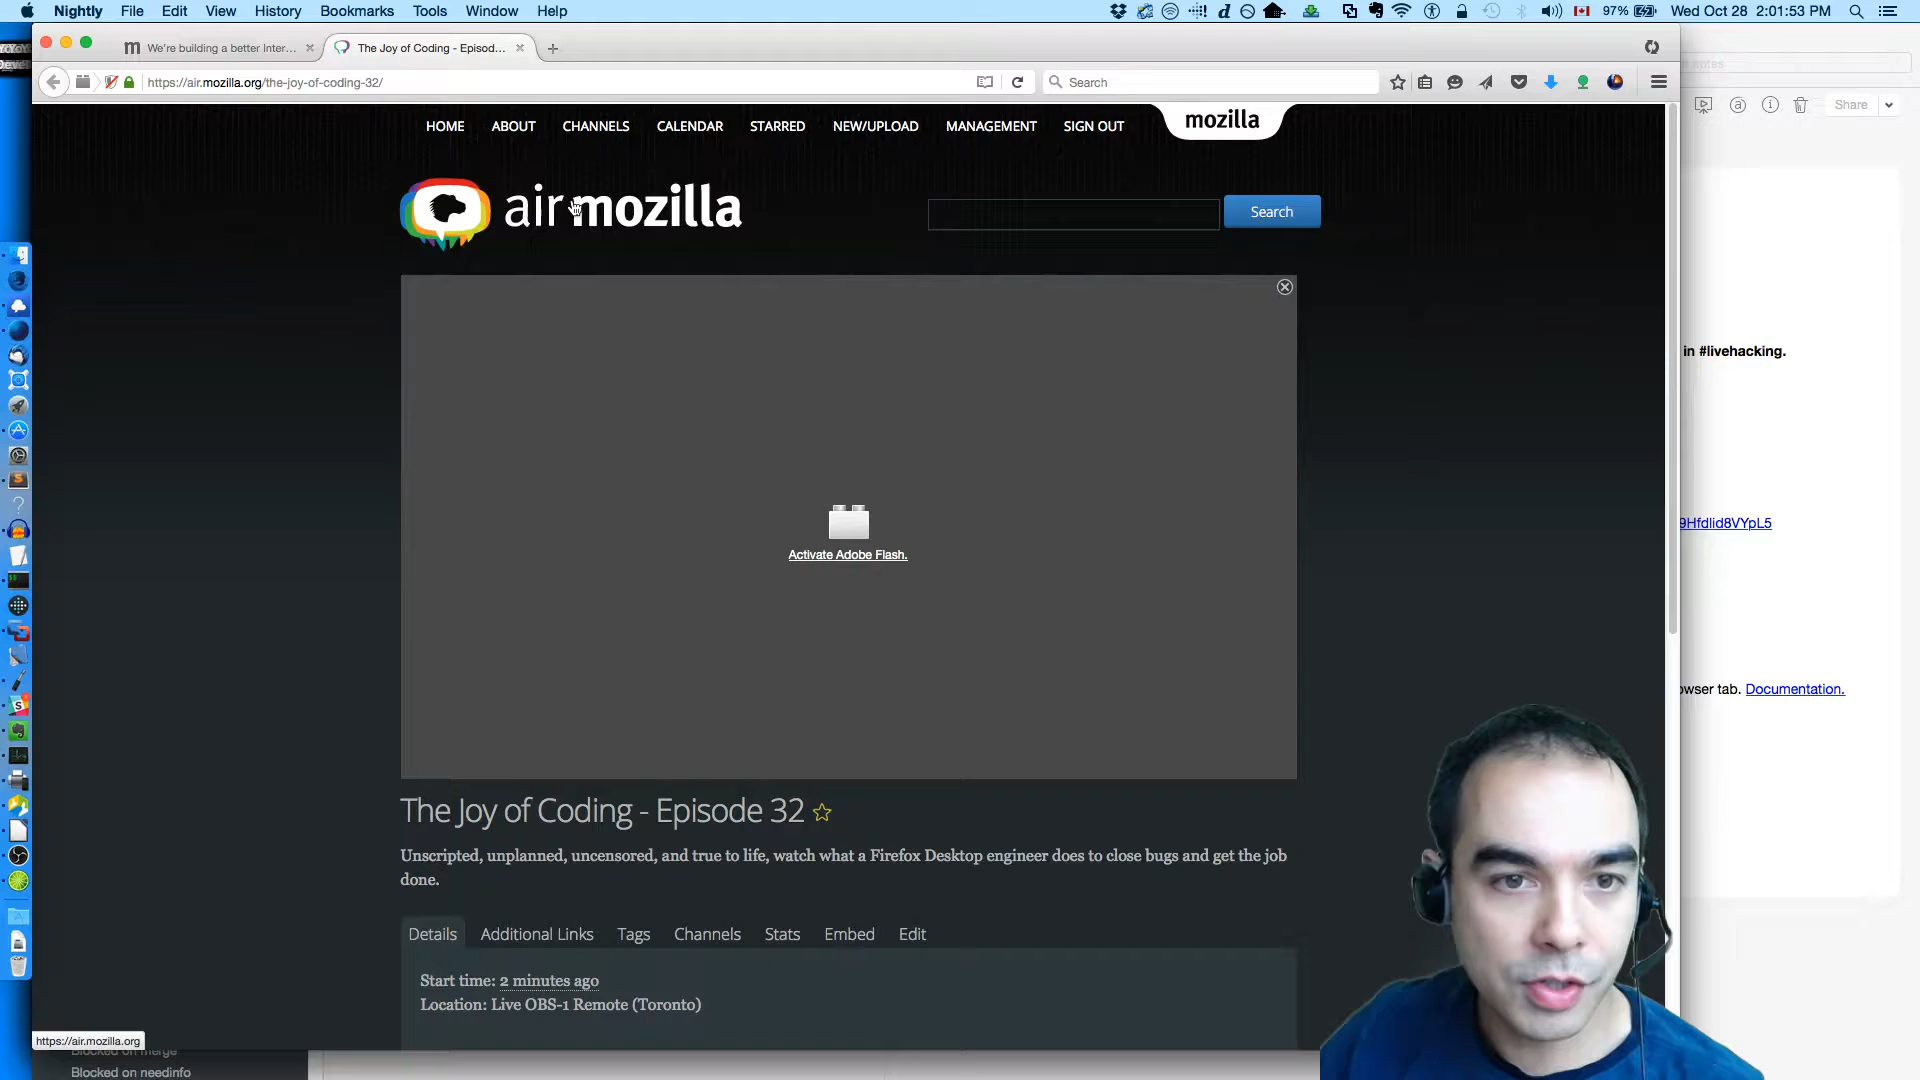 Nightly File Edit View History Bookmarks Tools Window Help
97% Wed Oct 28 2:01:53 PM
We're building a better Inter...
The Joy of Coding - Episod...
https://air.mozilla.org/the-joy-of-coding-32/
Search
Share
HOME ABOUT CHANNELS CALENDAR STARRED NEW/UPLOAD MANAGEMENT SIGN OUT
mozilla
air mozilla
Search
in #livehacking.
9Hfdlid8VYpL5
Activate Adobe Flash.
owser tab. Documentation.
The Joy of Coding - Episode 32
Unscripted, unplanned, uncensored, and true to life, watch what a Firefox Desktop engineer does to close bugs and get the job
done.
Details Additional Links Tags Channels Stats Embed Edit
Start time: 2 minutes ago
Location: Live OBS-1 Remote (Toronto)
https://air.mozilla.org
Blocked on merge
Blocked on needinfo